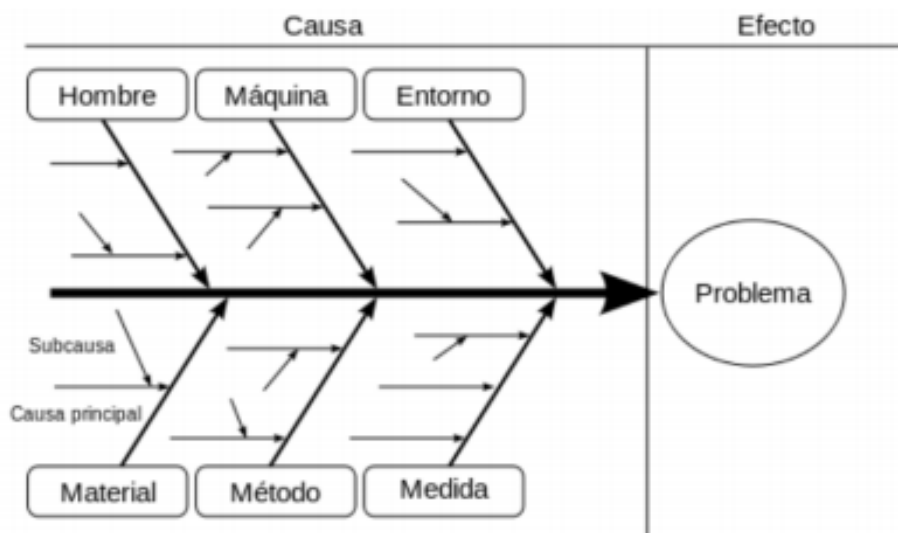 Causa
Efecto
Hombre
Máquina
Entorno
Problema
Subcausa
Causa principal
Material
Método
Medida